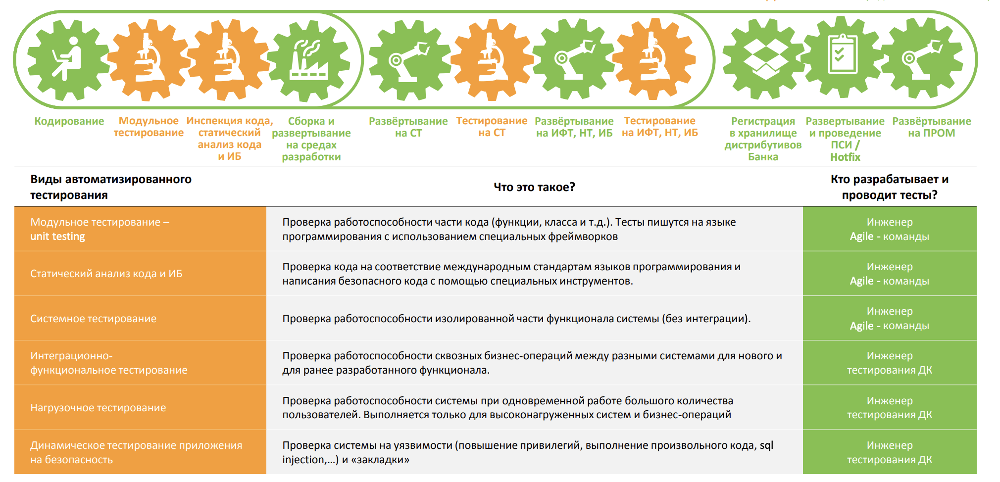 Кодирование
Модульное
тестирование
Инспекция кода,
статический
анализ кода
и ИБ
Сборка и
развертывание
на средах
разработки
Развёртывание
на СТ
Тестирование
на СТ
Развёртывание
на ИФТ, НТ, ИБ
Тестирование
на ИФТ, НТ, ИБ
Регистрация
в хранилище
дистрибутивов
Банка
Развертывание
и проведение
ПСИ /
Hotfix
Развёртывание
на ПРОМ
Виды автоматизированного
тестирования
Что это такое?
Кто разрабатывает и
проводит тесты?
Модульное тестирование –
unit testing
Проверка работоспособности части кода (функции, класса и т.д.). Тесты пишутся на языке
программирования с использованием специальных фреймворков
Инженер
Agile - команды
Статический анализ кода и ИБ
Проверка кода на соответствие международным стандартам языков программирования и
написания безопасного кода с помощью специальных инструментов.
Инженер
Agile - команды
Системное тестирование
Проверка работоспособности изолированной части функционала системы (без интеграции).
Инженер
Agile - команды
Интеграционно-
функциональное тестирование
Проверка работоспособности сквозных бизнес-операций между разными системами для нового и
для ранее разработанного функционала.
Инженер
тестирования ДК
Нагрузочное тестирование
Проверка работоспособности системы при одновременной работе большого количества
пользователей. Выполняется только для высоконагруженных систем и бизнес-операций
Инженер
тестирования ДК
Динамическое тестирование приложения
на безопасность
Проверка системы на уязвимости (повышение привилегий, выполнение произвольного кода, sql
injection,...) и «закладки»
Инженер
тестирования ДК